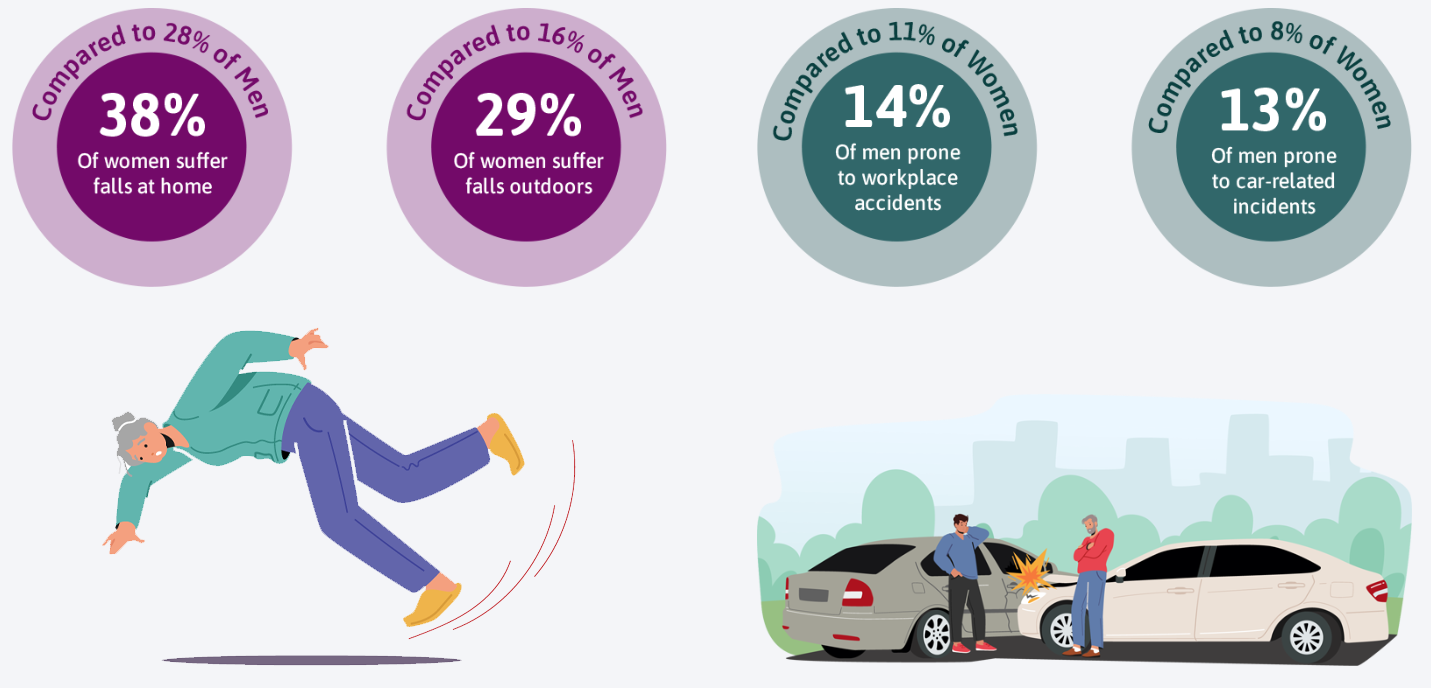 Compared to 28% of Men
38%
Of women suffer
falls at home
Compared to 16% of Men
29%
Of women suffer
falls outdoors
Compared to 11% of Women
14%
Of men prone
to workplace
accidents
Compared to 8% of Women
13%
Of men prone
to car-related
incidents